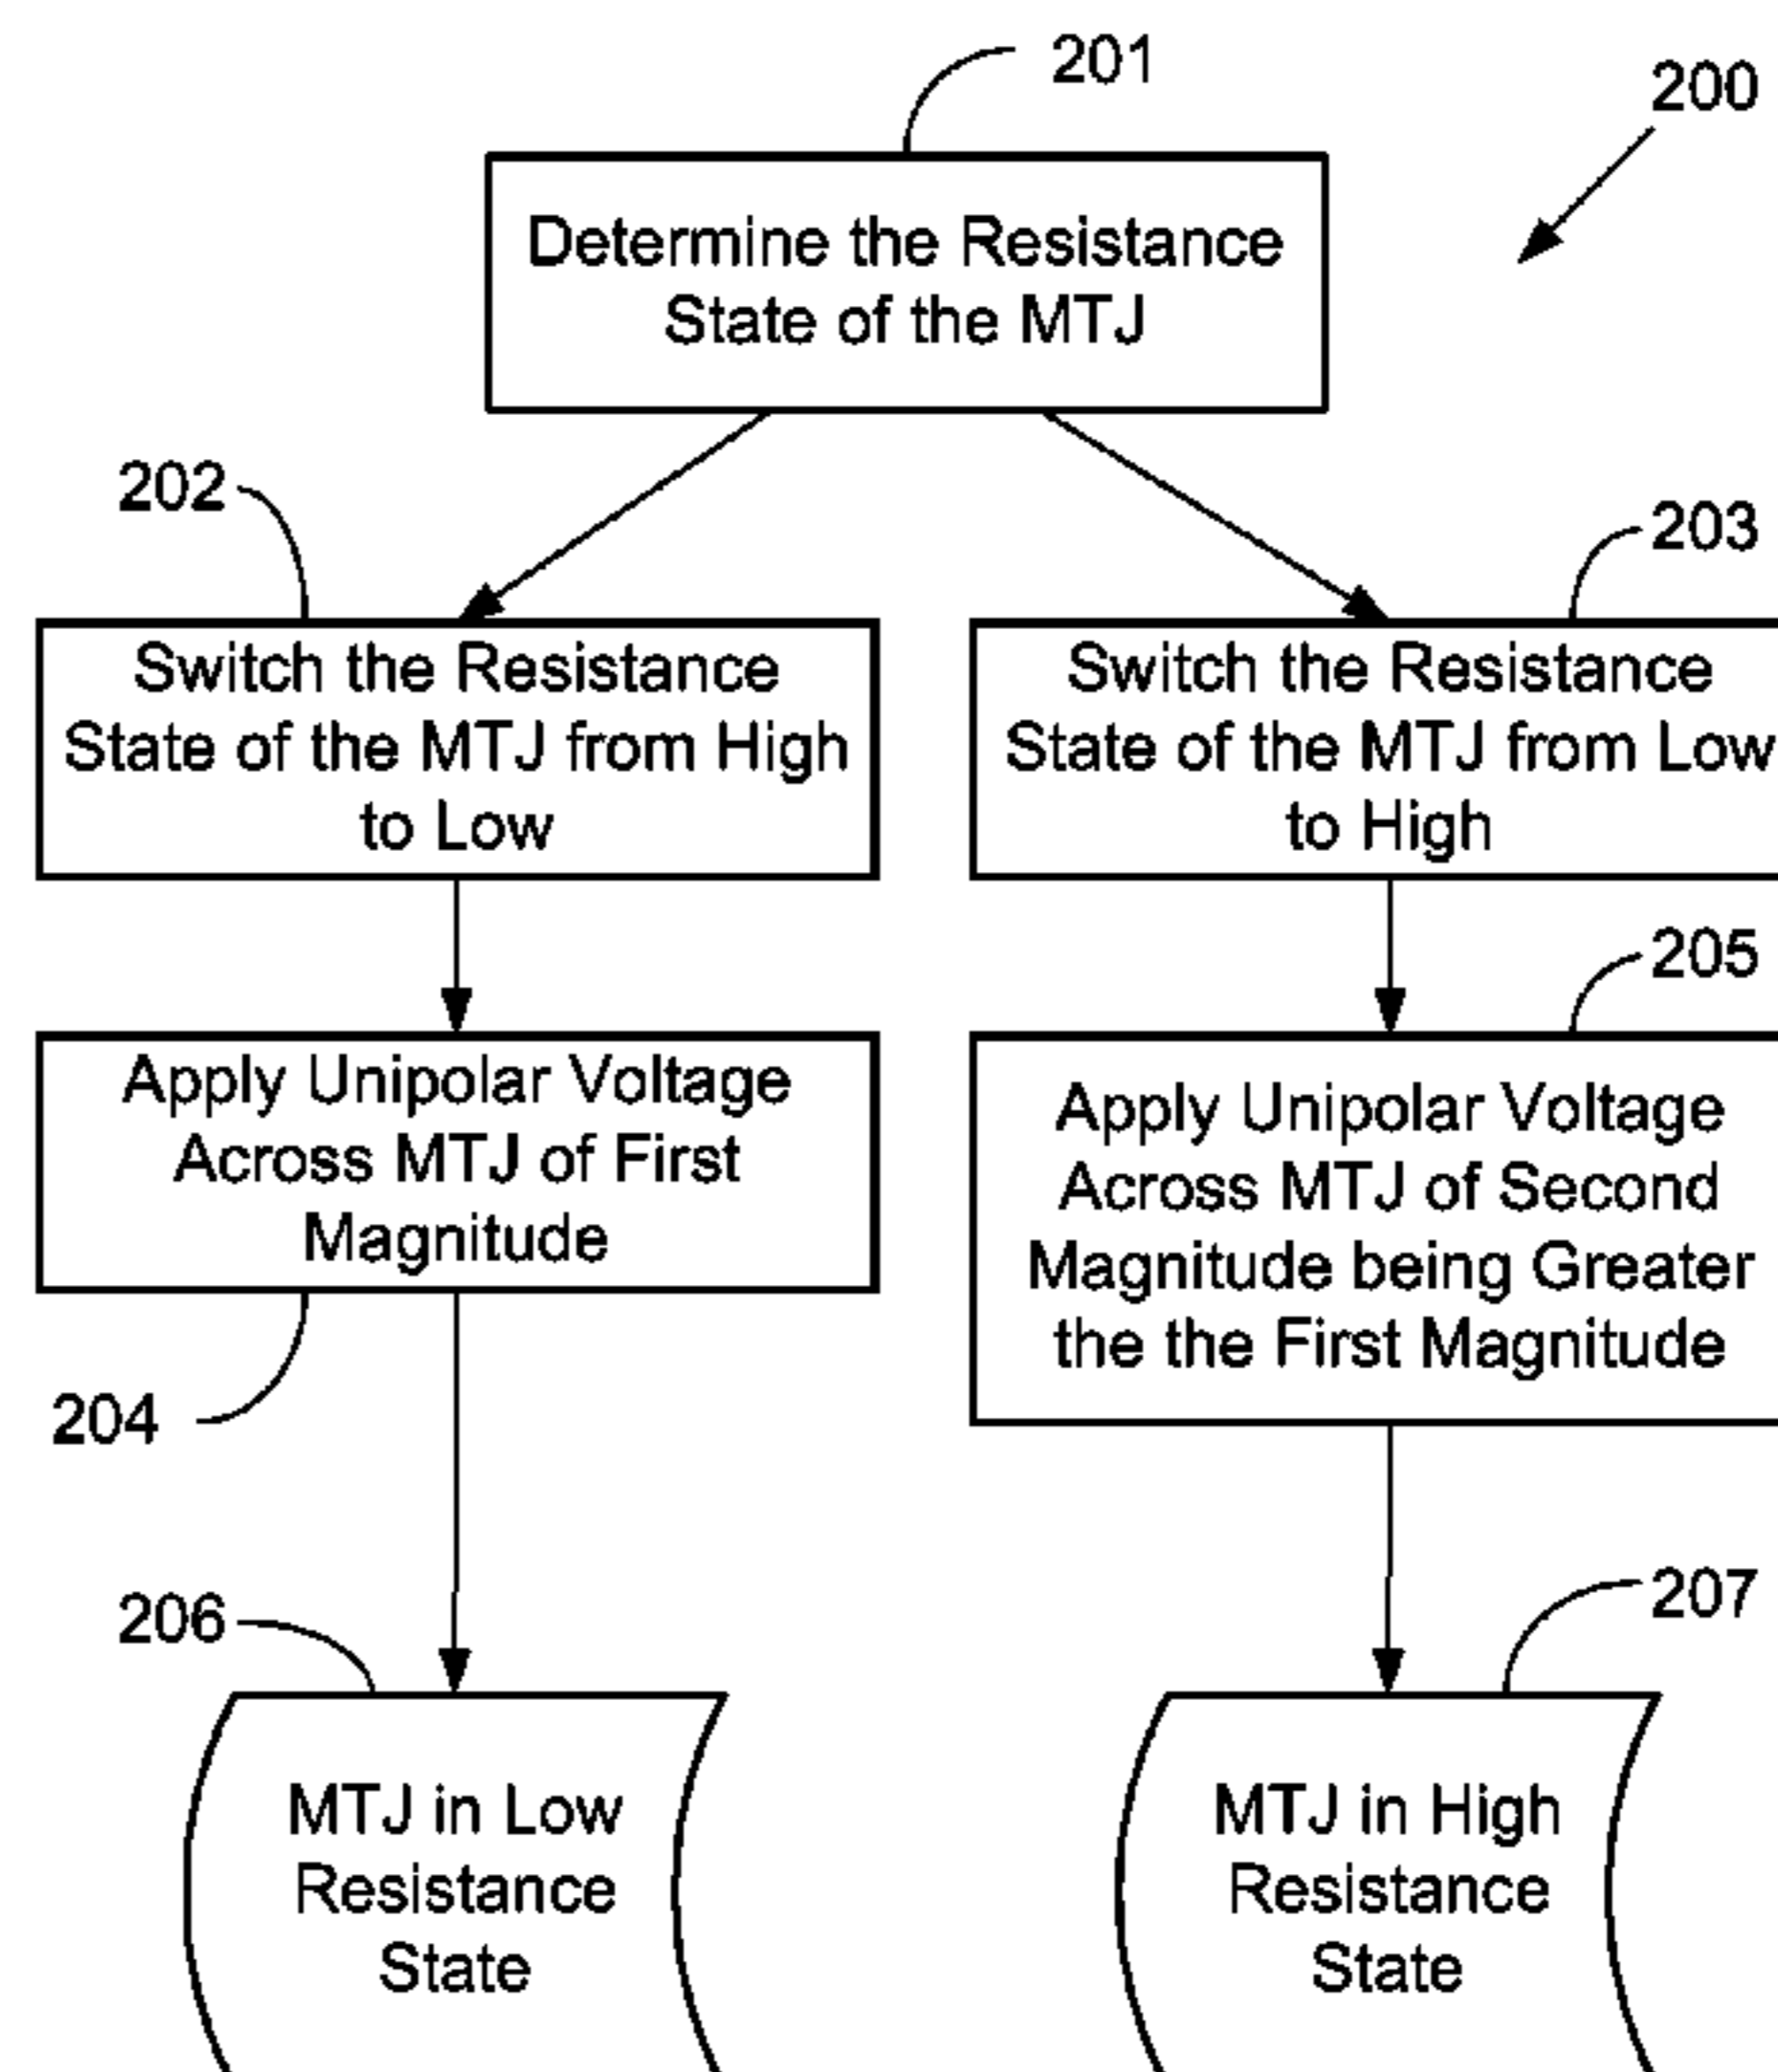 201
200
Determine the Resistance
State of the MTJ
202
203
Switch the Resistance
State of the MTJ from High
to Low
Switch the Resistance
State of the MTJ from Low
to High
205
Apply Unipolar Voltage
Across MTJ of First
Magnitude
Apply Unipolar Voltage
Across MTJ of Second
Magnitude being Greater
the the First Magnitude
204
206
207
MTJ in Low
Resistance
State
MTJ in High
Resistance
State